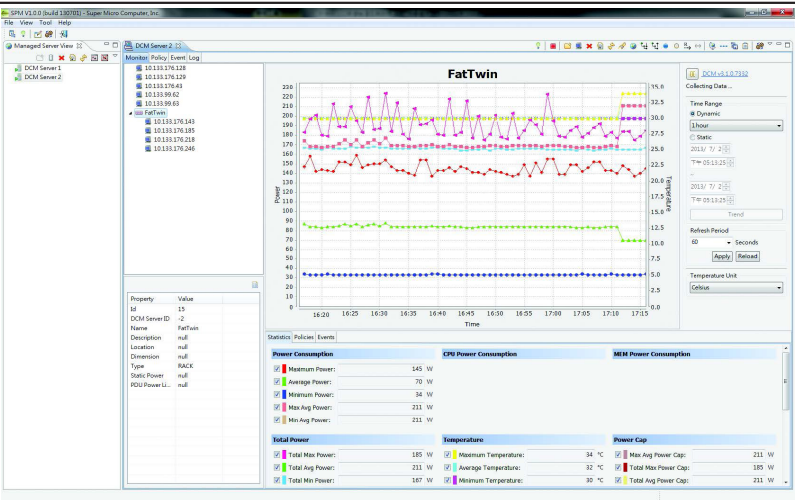 SPM V1.0.0 (build 130701) - Super Micro Computer, Inc.
File View Tool Help
Managed Server View
DCM Server 1
DCM Server 2
DCM Server 2
Monitor Policy Event Log
10.133.176.128
10.133.176.129
10.133.176.43
10.133.99.62
10.133.99.63
FatTwin
10.133.176.143
10.133.176.185
10.133.176.218
10.133.176.246
Property Value
Id 15
DCM Server ID -2
Name FatTwin
Description null
Location null
Dimension null
Type RACK
Static Power null
PDU Power Li... null
FatTwin
Power
220
210
200
190
180
170
160
150
140
130
120
110
100
90
80
70
60
50
40
30
20
10
0
35.0
32.5
30.0
27.5
25.0
22.5
20.0
17.5
15.0
12.5
10.0
7.5
5.0
2.5
0.0
Temperature
16:20 16:25 16:30 16:35 16:40 16:45 16:50 16:55 17:00 17:05 17:10 17:15
Time
DCM v3.1.0.7332
Collecting Data ...
Time Range
Dynamic
1hour
Static
2013/ 7/ 2
下午 05:13:25
~
2013/ 7/ 2
下午 05:13:25
Trend
Refresh Period
60 Seconds
Apply Reload
Temperature Unit
Celsius
Statistics Policies Events
Power Consumption
Maximum Power: 145 W
Average Power: 70 W
Minimum Power: 34 W
Max Avg Power: 211 W
Min Avg Power: 211 W
CPU Power Consumption
MEM Power Consumption
Total Power
Total Max Power: 185 W
Total Avg Power: 211 W
Total Min Power: 167 W
Temperature
Maximum Temperature: 34 °C
Average Temperature: 32 °C
Minimum Temperature: 30 °C
Power Cap
Max Avg Power Cap: 211 W
Total Max Power Cap: 185 W
Total Avg Power Cap: 211 W